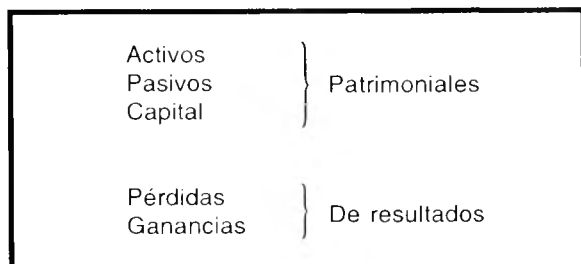 Activos
Pasivos
Capital
Patrimoniales
Pérdidas
Ganancias
De resultados